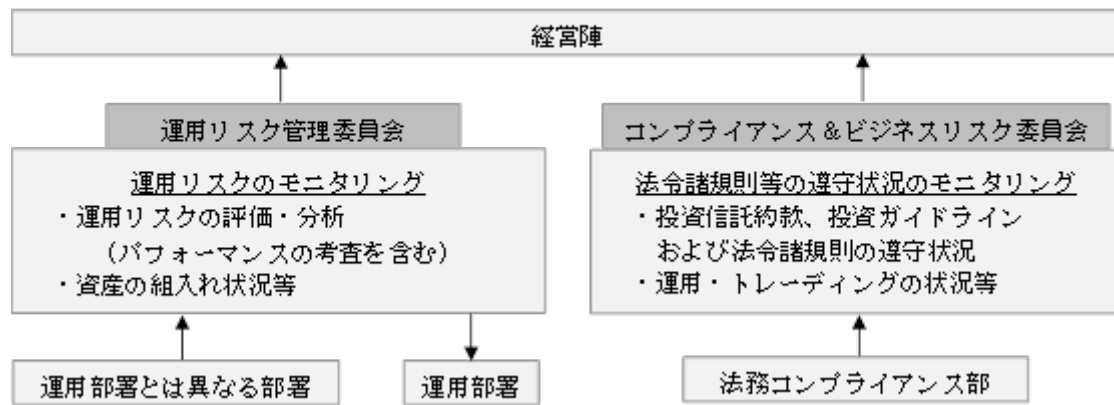 経営陣
運用リスク管理委員会
運用リスクのモニタリング
・運用リスクの評価・分析
（パフォーマンスの考査を含む）
・資産の組入れ状況等
運用部署とは異なる部署
運用部署
コンプライアンス＆ビジネスリスク委員会
法令諸規則等の遵守状況のモニタリング
・投資信託約款、投資ガイドライン
および法令諸規則の遵守状況
・運用・トレーディングの状況等
法務コンプライアンス部